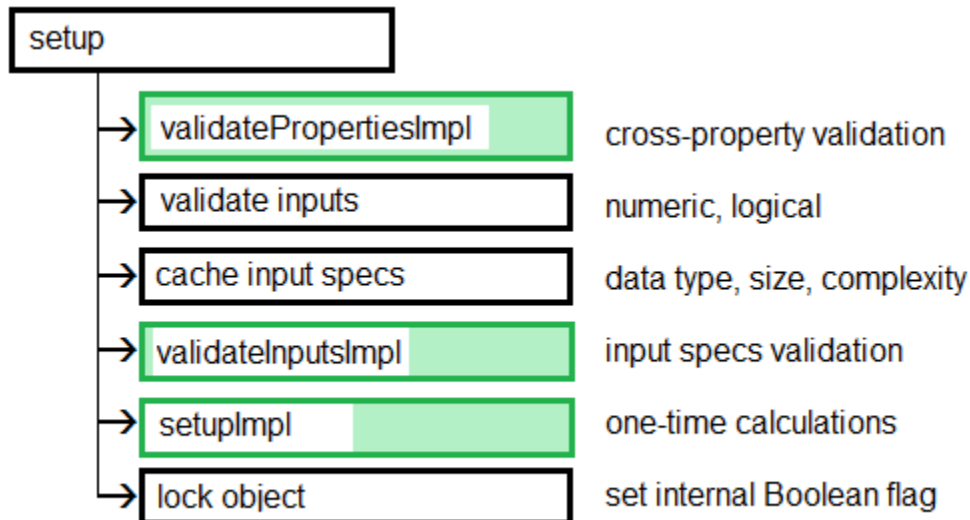 setup
validatePropertiesImpl cross-property validation
validate inputs numeric, logical
cache input specs data type, size, complexity
validateInputsImpl input specs validation
setupImpl one-time calculations
lock object set internal Boolean flag